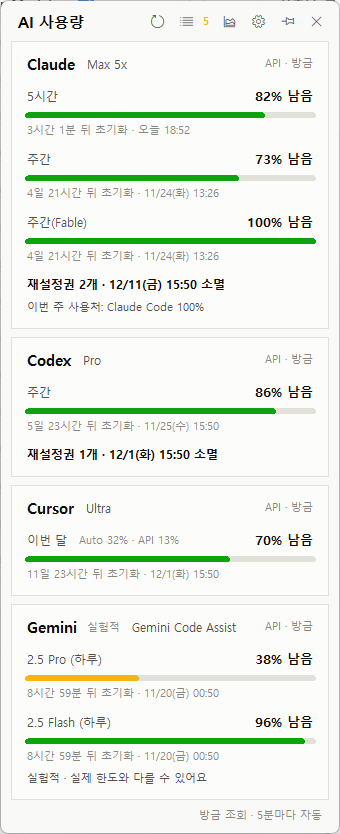 AI 사용량 5
Claude Max 5x API · 방금
5시간 82% 남음
3시간 1분 뒤 초기화 · 오늘 18:52
주간 73% 남음
4일 21시간 뒤 초기화 · 11/24(화) 13:26
주간(Fable) 100% 남음
4일 21시간 뒤 초기화 · 11/24(화) 13:26
재설정권 2개 · 12/11(금) 15:50 소멸
이번 주 사용처: Claude Code 100%
Codex Pro API · 방금
주간 86% 남음
5일 23시간 뒤 초기화 · 11/25(수) 15:50
재설정권 1개 · 12/1(화) 15:50 소멸
Cursor Ultra API · 방금
이번 달 Auto 32% · API 13% 70% 남음
11일 23시간 뒤 초기화 · 12/1(화) 15:50
Gemini 실험적 Gemini Code Assist API · 방금
2.5 Pro (하루) 38% 남음
8시간 59분 뒤 초기화 · 11/20(금) 00:50
2.5 Flash (하루) 96% 남음
8시간 59분 뒤 초기화 · 11/20(금) 00:50
실험적 · 실제 한도와 다를 수 있어요
방금 조회 · 5분마다 자동